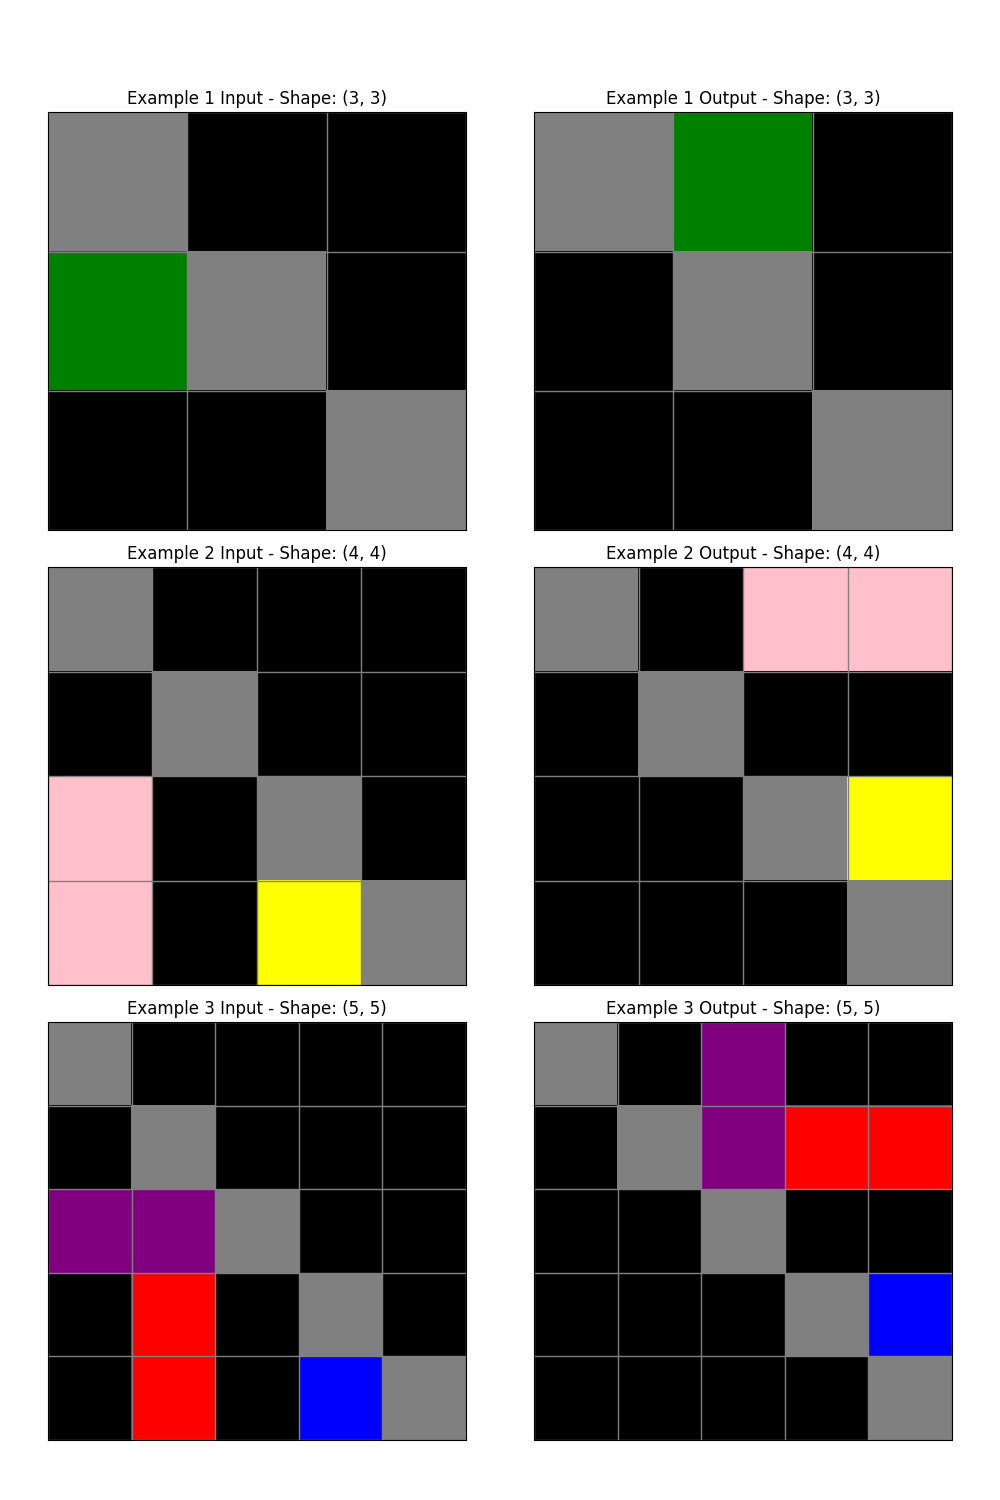 Example 1 Input - Shape: (3, 3)
Example 1 Output - Shape: (3, 3)
Example 2 Input - Shape: (4, 4)
Example 2 Output - Shape: (4, 4)
Example 3 Input - Shape: (5, 5)
Example 3 Output - Shape: (5, 5)